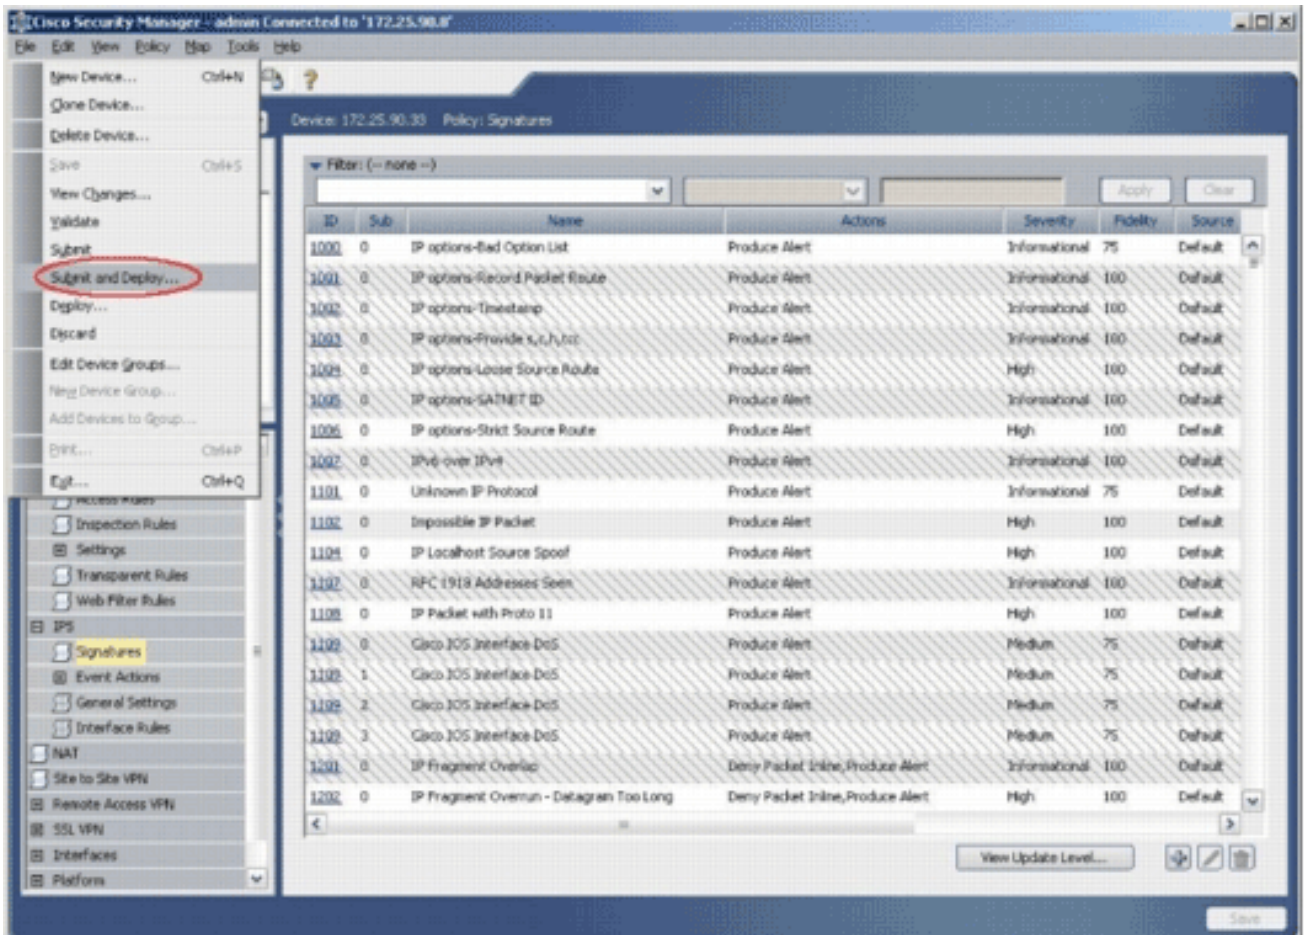 Cisco Security Manager - admin Connected to '172.25.90.8'
File Edit View Policy Map Tools Help
New Device... Ctrl+N
Clone Device...
Delete Device...
Save Ctrl+S
View Changes...
Validate
Submit
Submit and Deploy...
Deploy...
Discard
Edit Device Groups...
New Device Group...
Add Devices to Group...
Print... Ctrl+P
Exit... Ctrl+Q
Access Rules
Inspection Rules
Settings
Transparent Rules
Web Filter Rules
IPS
Signatures
Event Actions
General Settings
Interface Rules
NAT
Site to Site VPN
Remote Access VPN
SSL VPN
Interfaces
Platform
Device: 172.25.90.33 Policy: Signatures
Filter: (-- none --)
Apply Clear
ID Sub Name Actions Severity Fidelity Source
1000 0 IP options-Bad Option List Produce Alert Informational 75 Default
1001 0 IP options-Record Packet Route Produce Alert Informational 100 Default
1002 0 IP options-Timestamp Produce Alert Informational 100 Default
1003 0 IP options-Provide s,c,h,tcc Produce Alert Informational 100 Default
1004 0 IP options-Loose Source Route Produce Alert High 100 Default
1005 0 IP options-SATNET ID Produce Alert Informational 100 Default
1006 0 IP options-Strict Source Route Produce Alert High 100 Default
1007 0 IPv6 over IPv4 Produce Alert Informational 100 Default
1101 0 Unknown IP Protocol Produce Alert Informational 75 Default
1102 0 Impossible IP Packet Produce Alert High 100 Default
1104 0 IP Localhost Source Spoof Produce Alert High 100 Default
1107 0 RFC 1918 Addresses Seen Produce Alert Informational 100 Default
1108 0 IP Packet with Proto 11 Produce Alert High 100 Default
1109 0 Cisco IOS Interface DoS Produce Alert Medium 75 Default
1109 1 Cisco IOS Interface DoS Produce Alert Medium 75 Default
1109 2 Cisco IOS Interface DoS Produce Alert Medium 75 Default
1109 3 Cisco IOS Interface DoS Produce Alert Medium 75 Default
1201 0 IP Fragment Overlap Deny Packet Inline,Produce Alert Informational 100 Default
1202 0 IP Fragment Overrun - Datagram Too Long Deny Packet Inline,Produce Alert High 100 Default
View Update Level...
Save